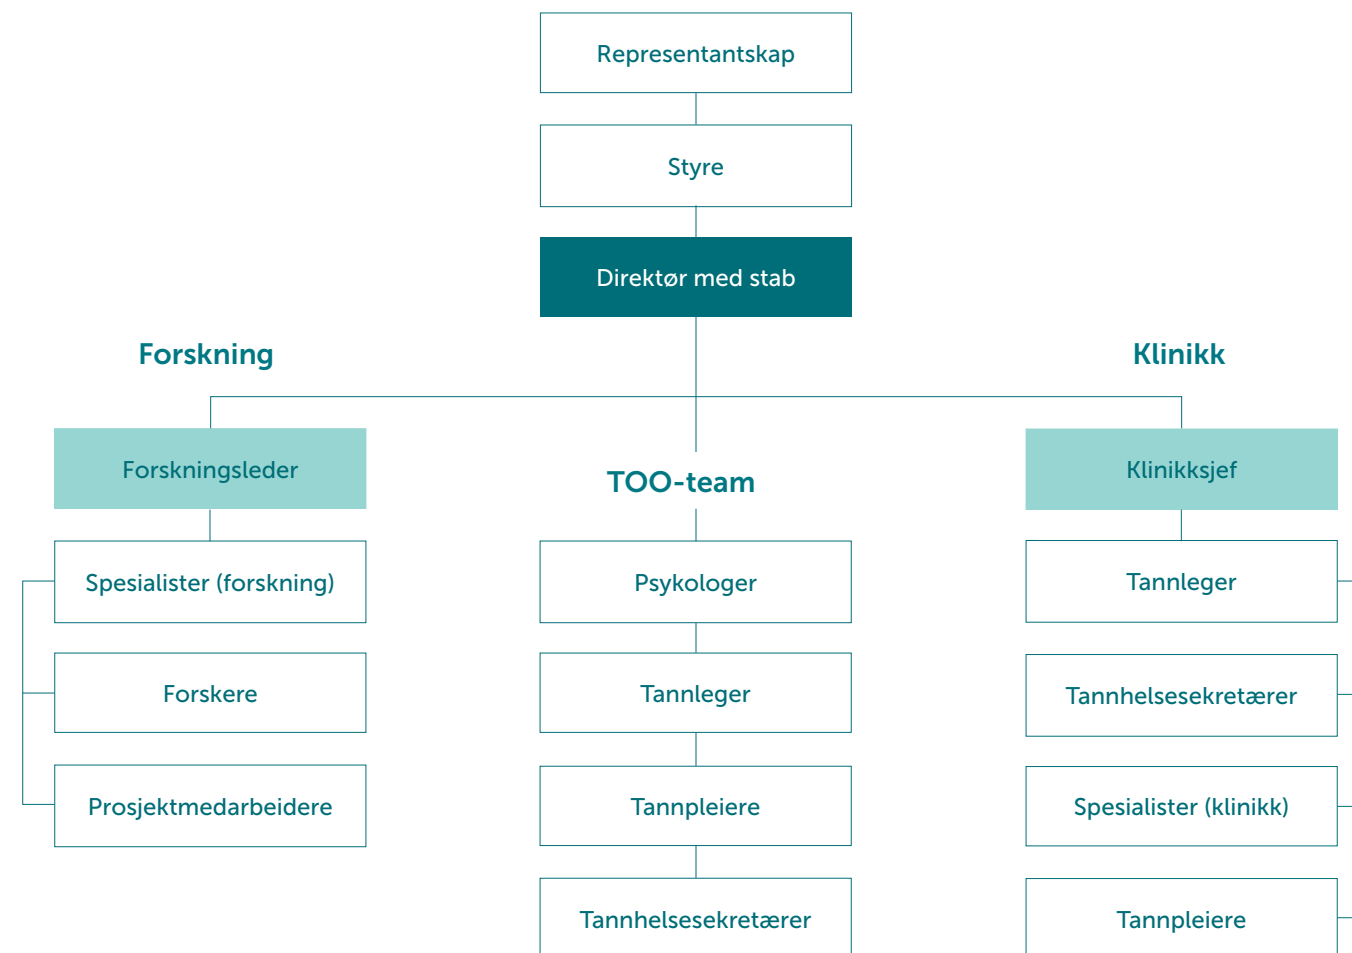 Representantskap
Styre
Direktør med stab
Forskning
Klinikk
Forskningsleder
TOO-team
Klinikksjef
Spesialister (forskning)
Psykologer
Tannleger
Forskere
Tannleger
Tannhelsesekretærer
Prosjektmedarbeidere
Tannpleiere
Spesialister (klinikk)
Tannhelsesekretærer
Tannpleiere